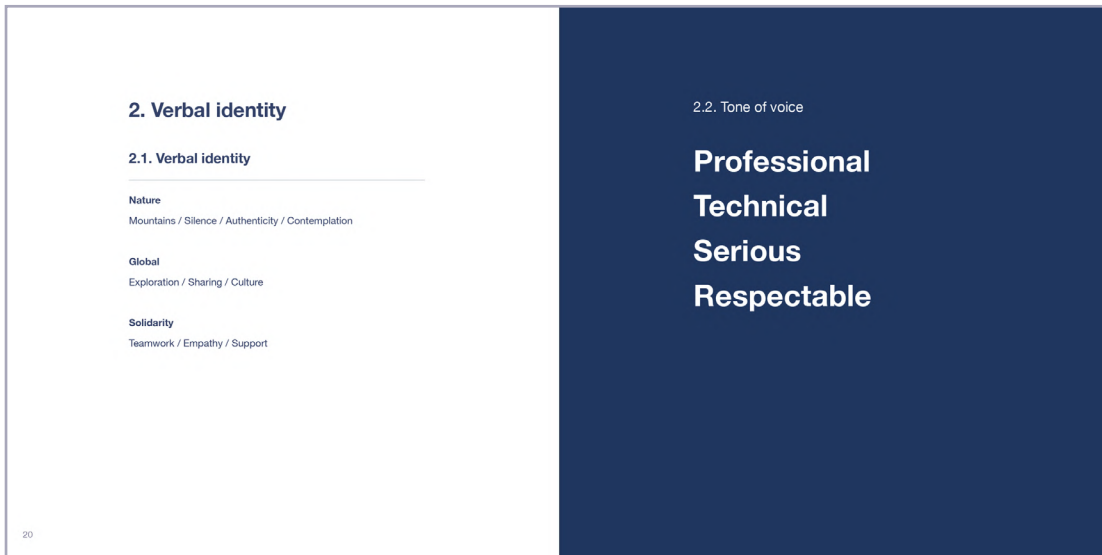 2. Verbal identity
2.1. Verbal identity
Nature
Mountains / Silence / Authenticity / Contemplation
Global
Exploration / Sharing / Culture
Solidarity
Teamwork / Empathy / Support
20
2.2. Tone of voice
Professional
Technical
Serious
Respectable